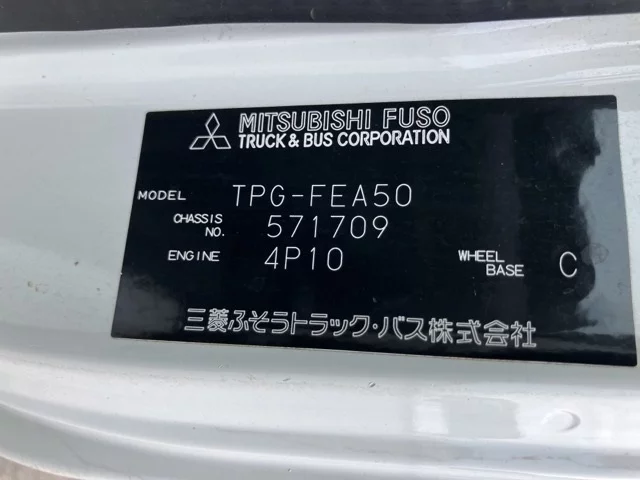 MITSUBISHI FUSO
TRUCK & BUS CORPORATION
MODEL TPG-FEA50
CHASSIS NO. 571709
ENGINE 4P10 WHEEL BASE C
三菱ふそうトラック・バス株式会社